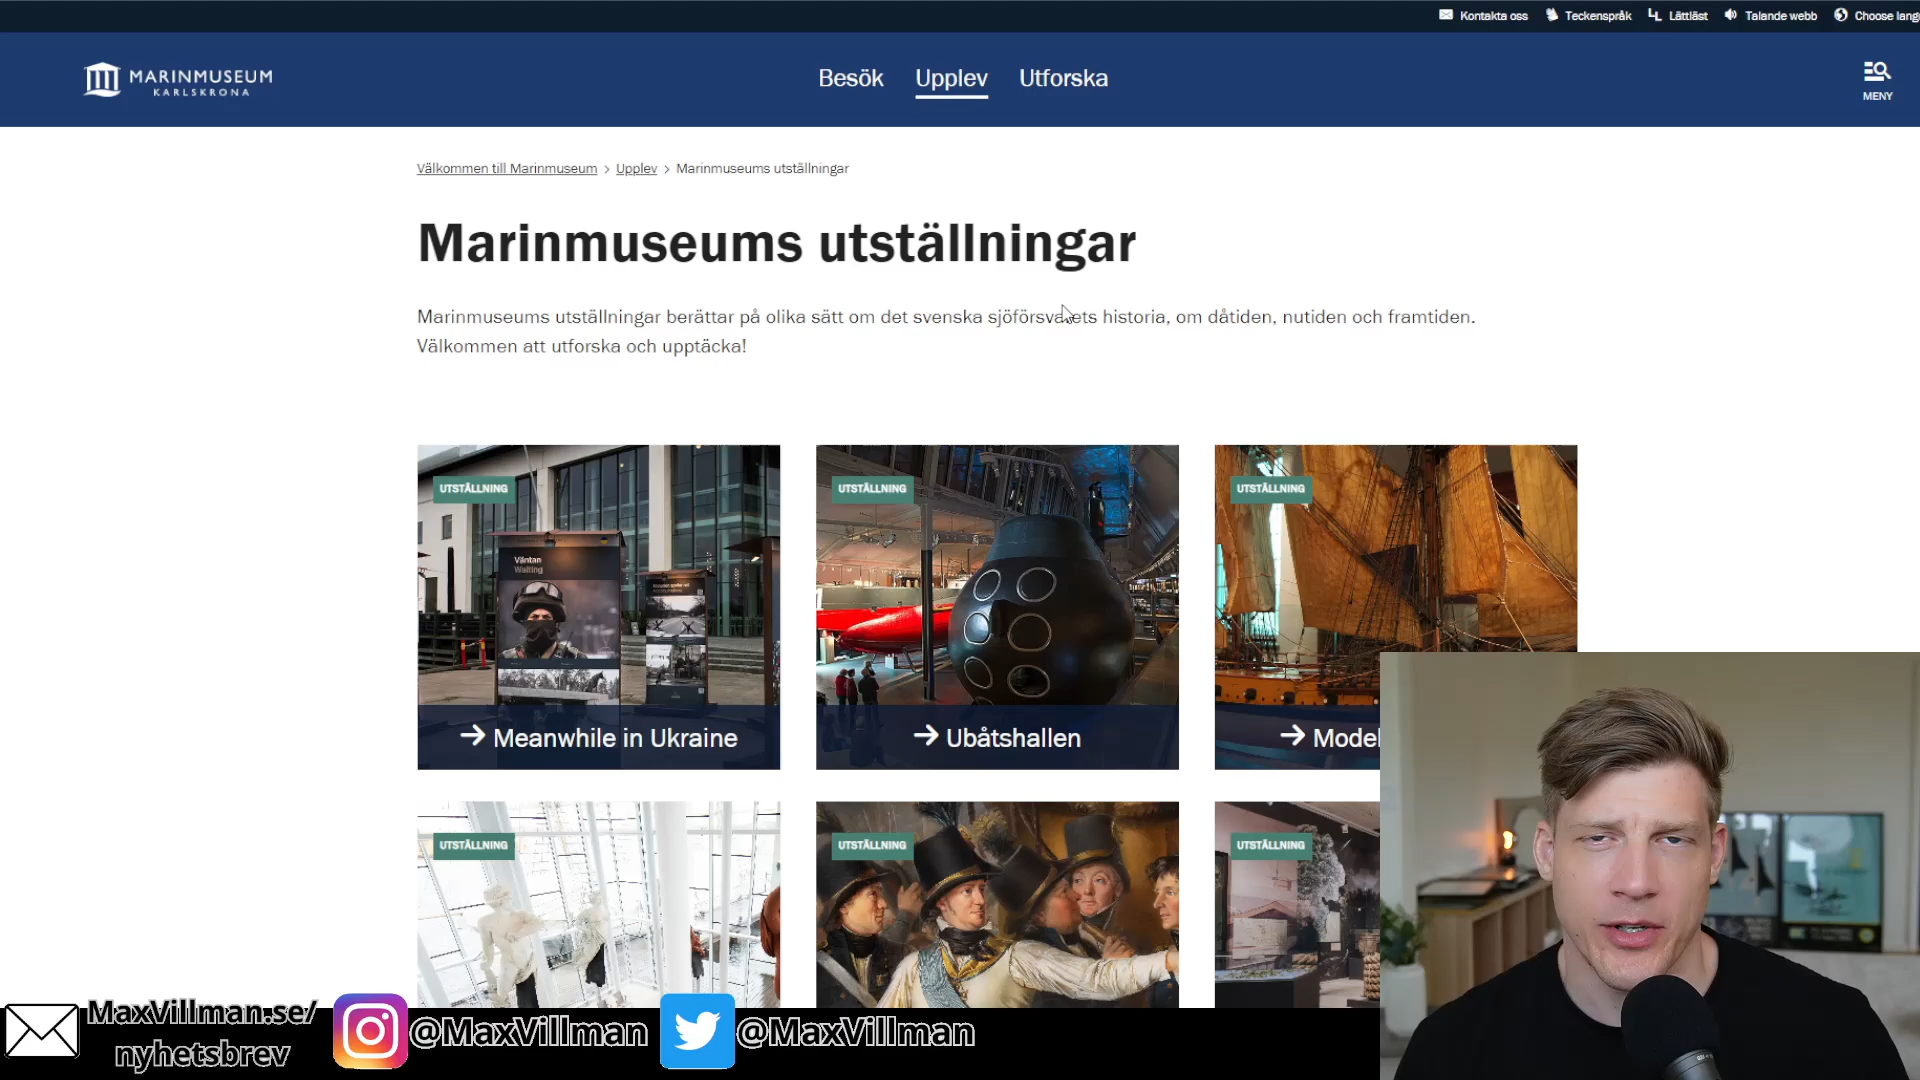 Kontakta oss Teckenspråk Lättläst Talande webb Choose lang
MARINMUSEUM
KARLSKRONA
Besök Upplev Utforska
MENY
Välkommen till Marinmuseum > Upplev > Marinmuseums utställningar
Marinmuseums utställningar
Marinmuseums utställningar berättar på olika sätt om det svenska sjöförsvarets historia, om dåtiden, nutiden och framtiden.
Välkommen att utforska och upptäcka!
UTSTÄLLNING UTSTÄLLNING UTSTÄLLNING
Väntan
Waiting
→ Meanwhile in Ukraine → Ubåtshallen → Model
UTSTÄLLNING UTSTÄLLNING UTSTÄLLNING
MaxVillman.se/
nyhetsbrev
@MaxVillman @MaxVillman